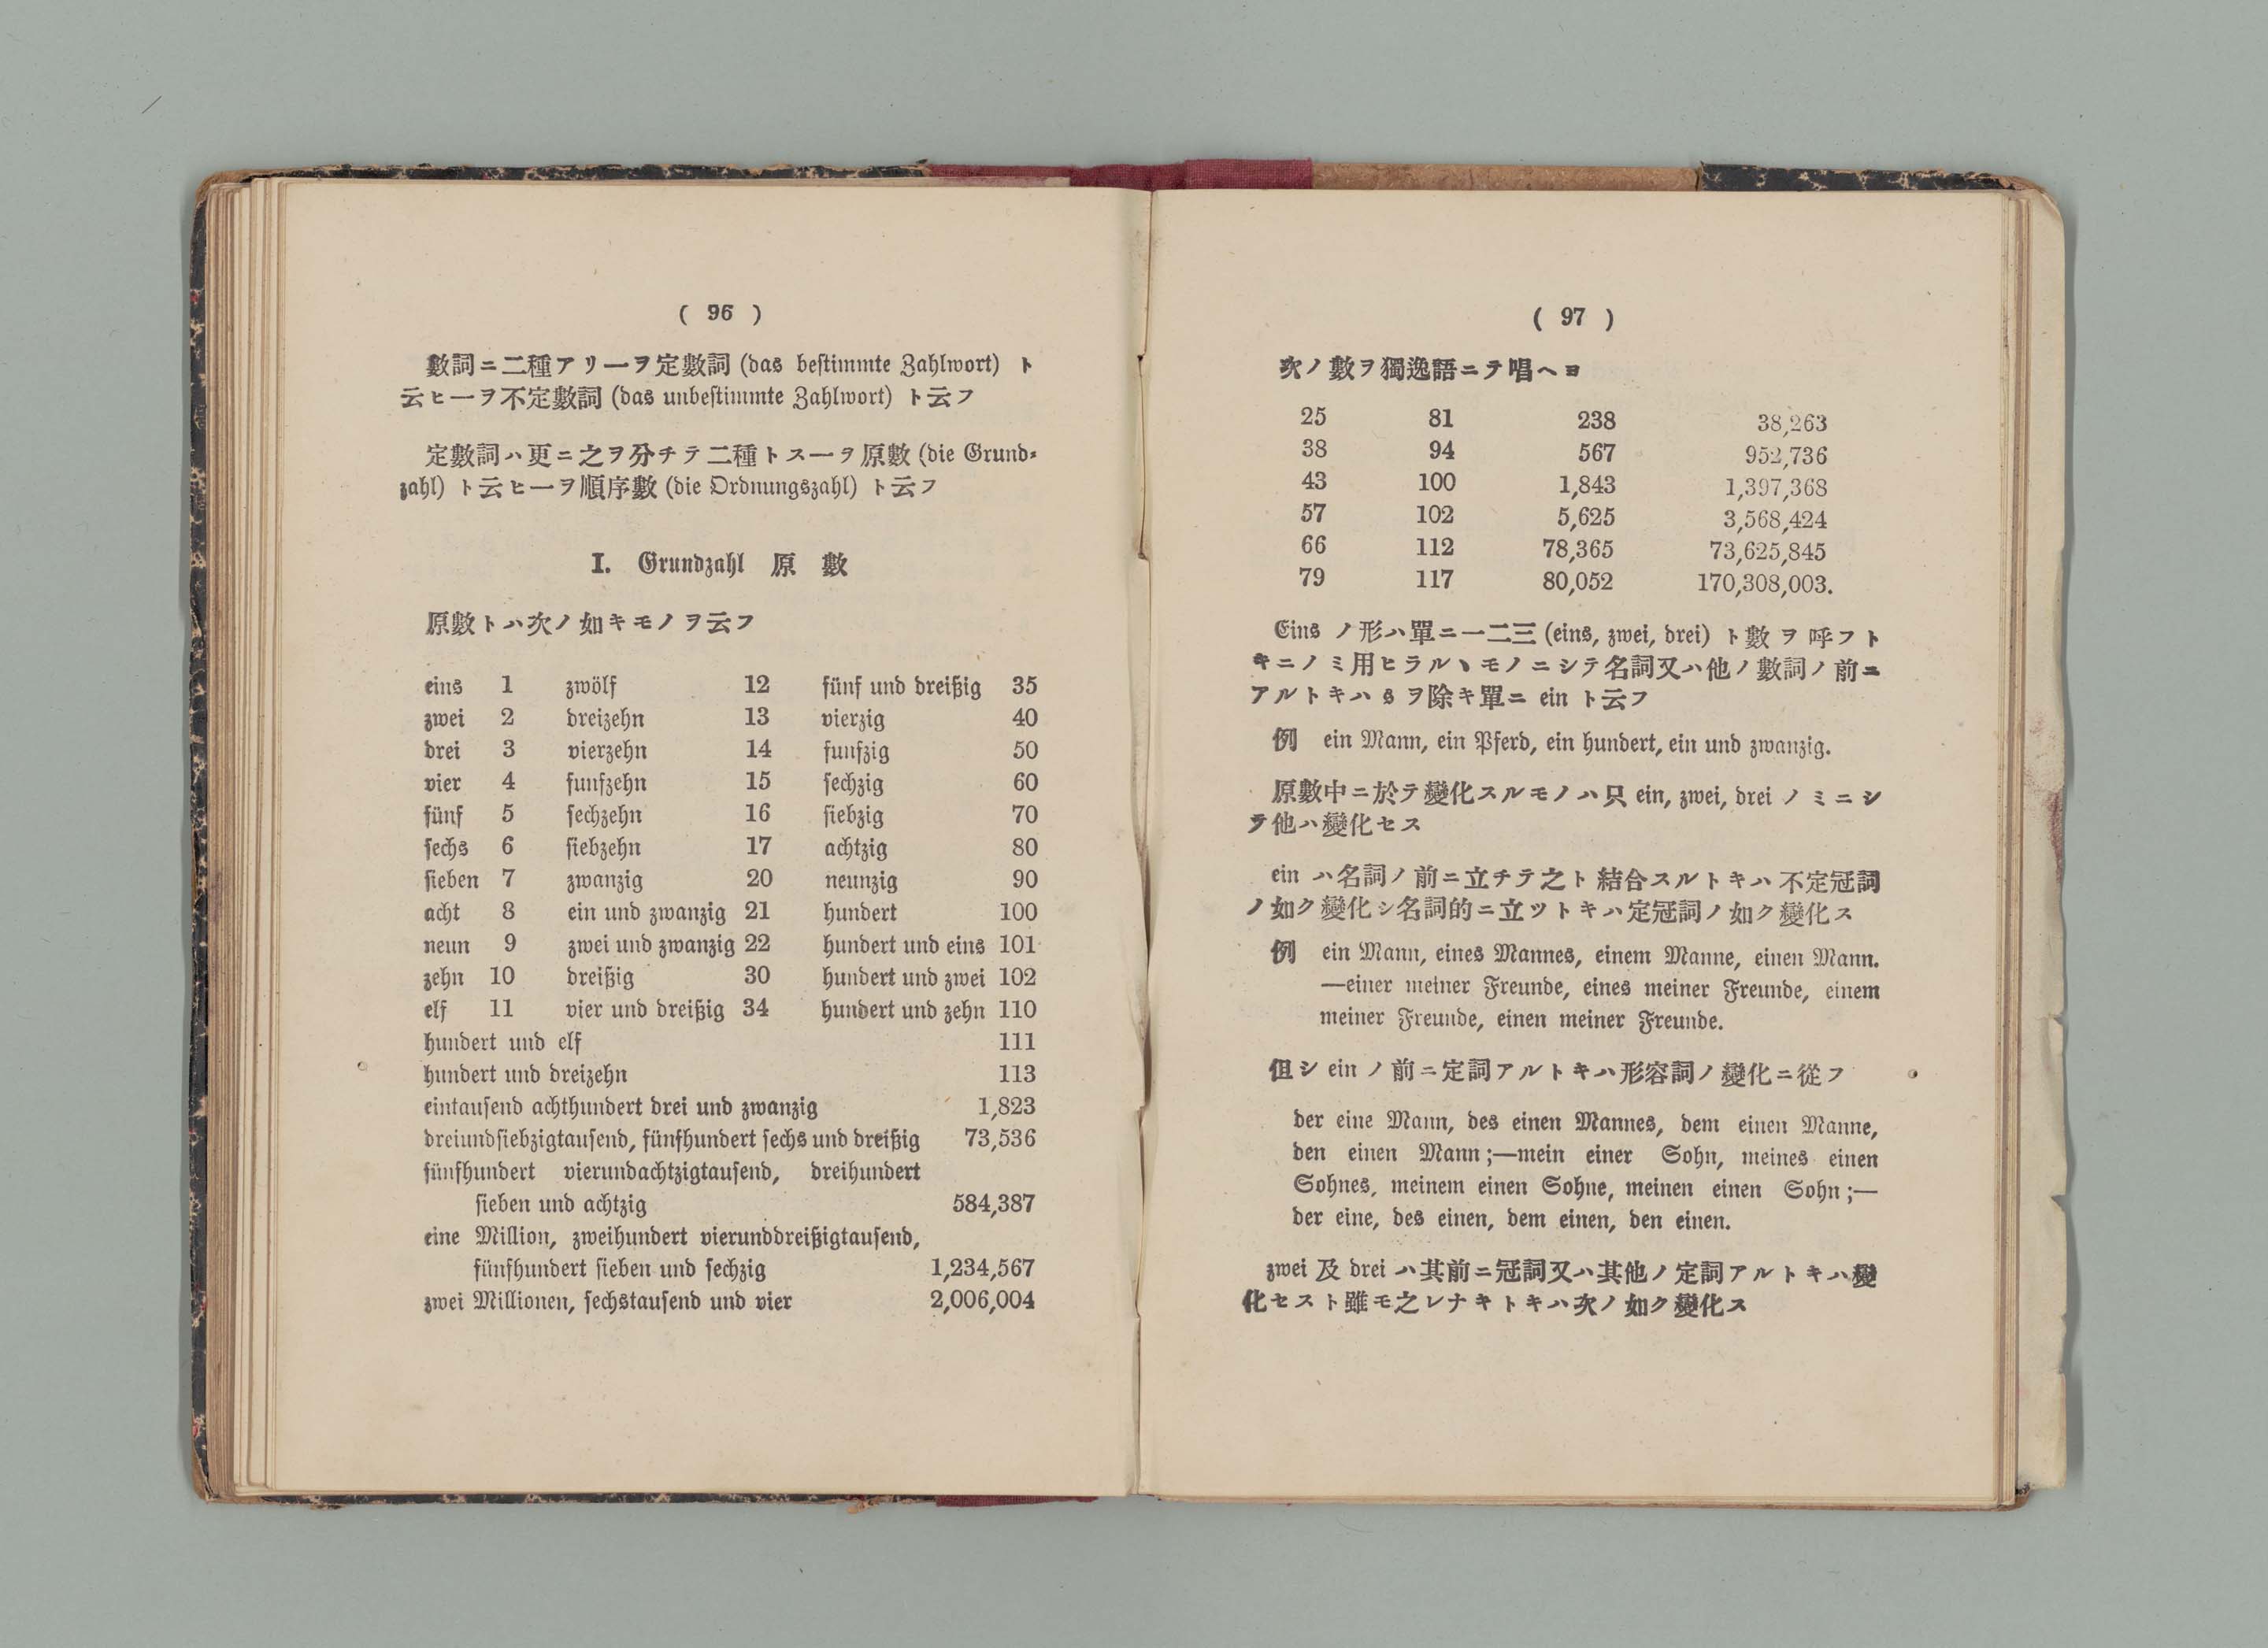 ( 96 )
數詞ニ二種アリ一ヲ定數詞 (das bestimmte Zahlwort) ト
云ヒ一ヲ不定數詞 (das unbestimmte Zahlwort) ト云フ
定數詞ハ更ニ之ヲ分チテ二種トス一ヲ原數 (die Grund-
zahl) ト云ヒ一ヲ順序數 (die Ordnungszahl) ト云フ
I. Grundzahl 原 數
原數トハ次ノ如キモノヲ云フ
eins 1 zwölf 12 fünf und dreißig 35
zwei 2 dreizehn 13 vierzig 40
drei 3 vierzehn 14 funfzig 50
vier 4 funfzehn 15 sechzig 60
fünf 5 sechzehn 16 siebzig 70
sechs 6 siebzehn 17 achtzig 80
sieben 7 zwanzig 20 neunzig 90
acht 8 ein und zwanzig 21 hundert 100
neun 9 zwei und zwanzig 22 hundert und eins 101
zehn 10 dreißig 30 hundert und zwei 102
elf 11 vier und dreißig 34 hundert und zehn 110
hundert und elf 111
hundert und dreizehn 113
eintausend achthundert drei und zwanzig 1,823
dreiundsiebzigtausend, fünfhundert sechs und dreißig 73,536
fünfhundert vierundachtzigtausend, dreihundert
sieben und achtzig 584,387
eine Million, zweihundert vierunddreißigtausend,
fünfhundert sieben und sechzig 1,234,567
zwei Millionen, sechstausend und vier 2,006,004
( 97 )
次ノ數ヲ獨逸語ニテ唱ヘヨ
25 81 238 38,263
38 94 567 952,736
43 100 1,843 1,397,368
57 102 5,625 3,568,424
66 112 78,365 73,625,845
79 117 80,052 170,308,003.
Eins ノ形ハ單ニ一二三 (eins, zwei, drei) ト數ヲ呼フト
キニノミ用ヒラルヽモノニシテ名詞又ハ他ノ數詞ノ前ニ
アルトキハ s ヲ除キ單ニ ein ト云フ
例 ein Mann, ein Pferd, ein hundert, ein und zwanzig.
原數中ニ於テ變化スルモノハ只 ein, zwei, drei ノミニシ
テ他ハ變化セス
ein ハ名詞ノ前ニ立チテ之ト結合スルトキハ不定冠詞
ノ如ク變化シ名詞的ニ立ツトキハ定冠詞ノ如ク變化ス
例 ein Mann, eines Mannes, einem Manne, einen Mann.
—einer meiner Freunde, eines meiner Freunde, einem
meiner Freunde, einen meiner Freunde.
但シ ein ノ前ニ定詞アルトキハ形容詞ノ變化ニ從フ
der eine Mann, des einen Mannes, dem einen Manne,
den einen Mann;—mein einer Sohn, meines einen
Sohnes, meinem einen Sohne, meinen einen Sohn;—
der eine, des einen, dem einen, den einen.
zwei 及 drei ハ其前ニ冠詞又ハ其他ノ定詞アルトキハ變
化セスト雖モ之レナキトキハ次ノ如ク變化ス